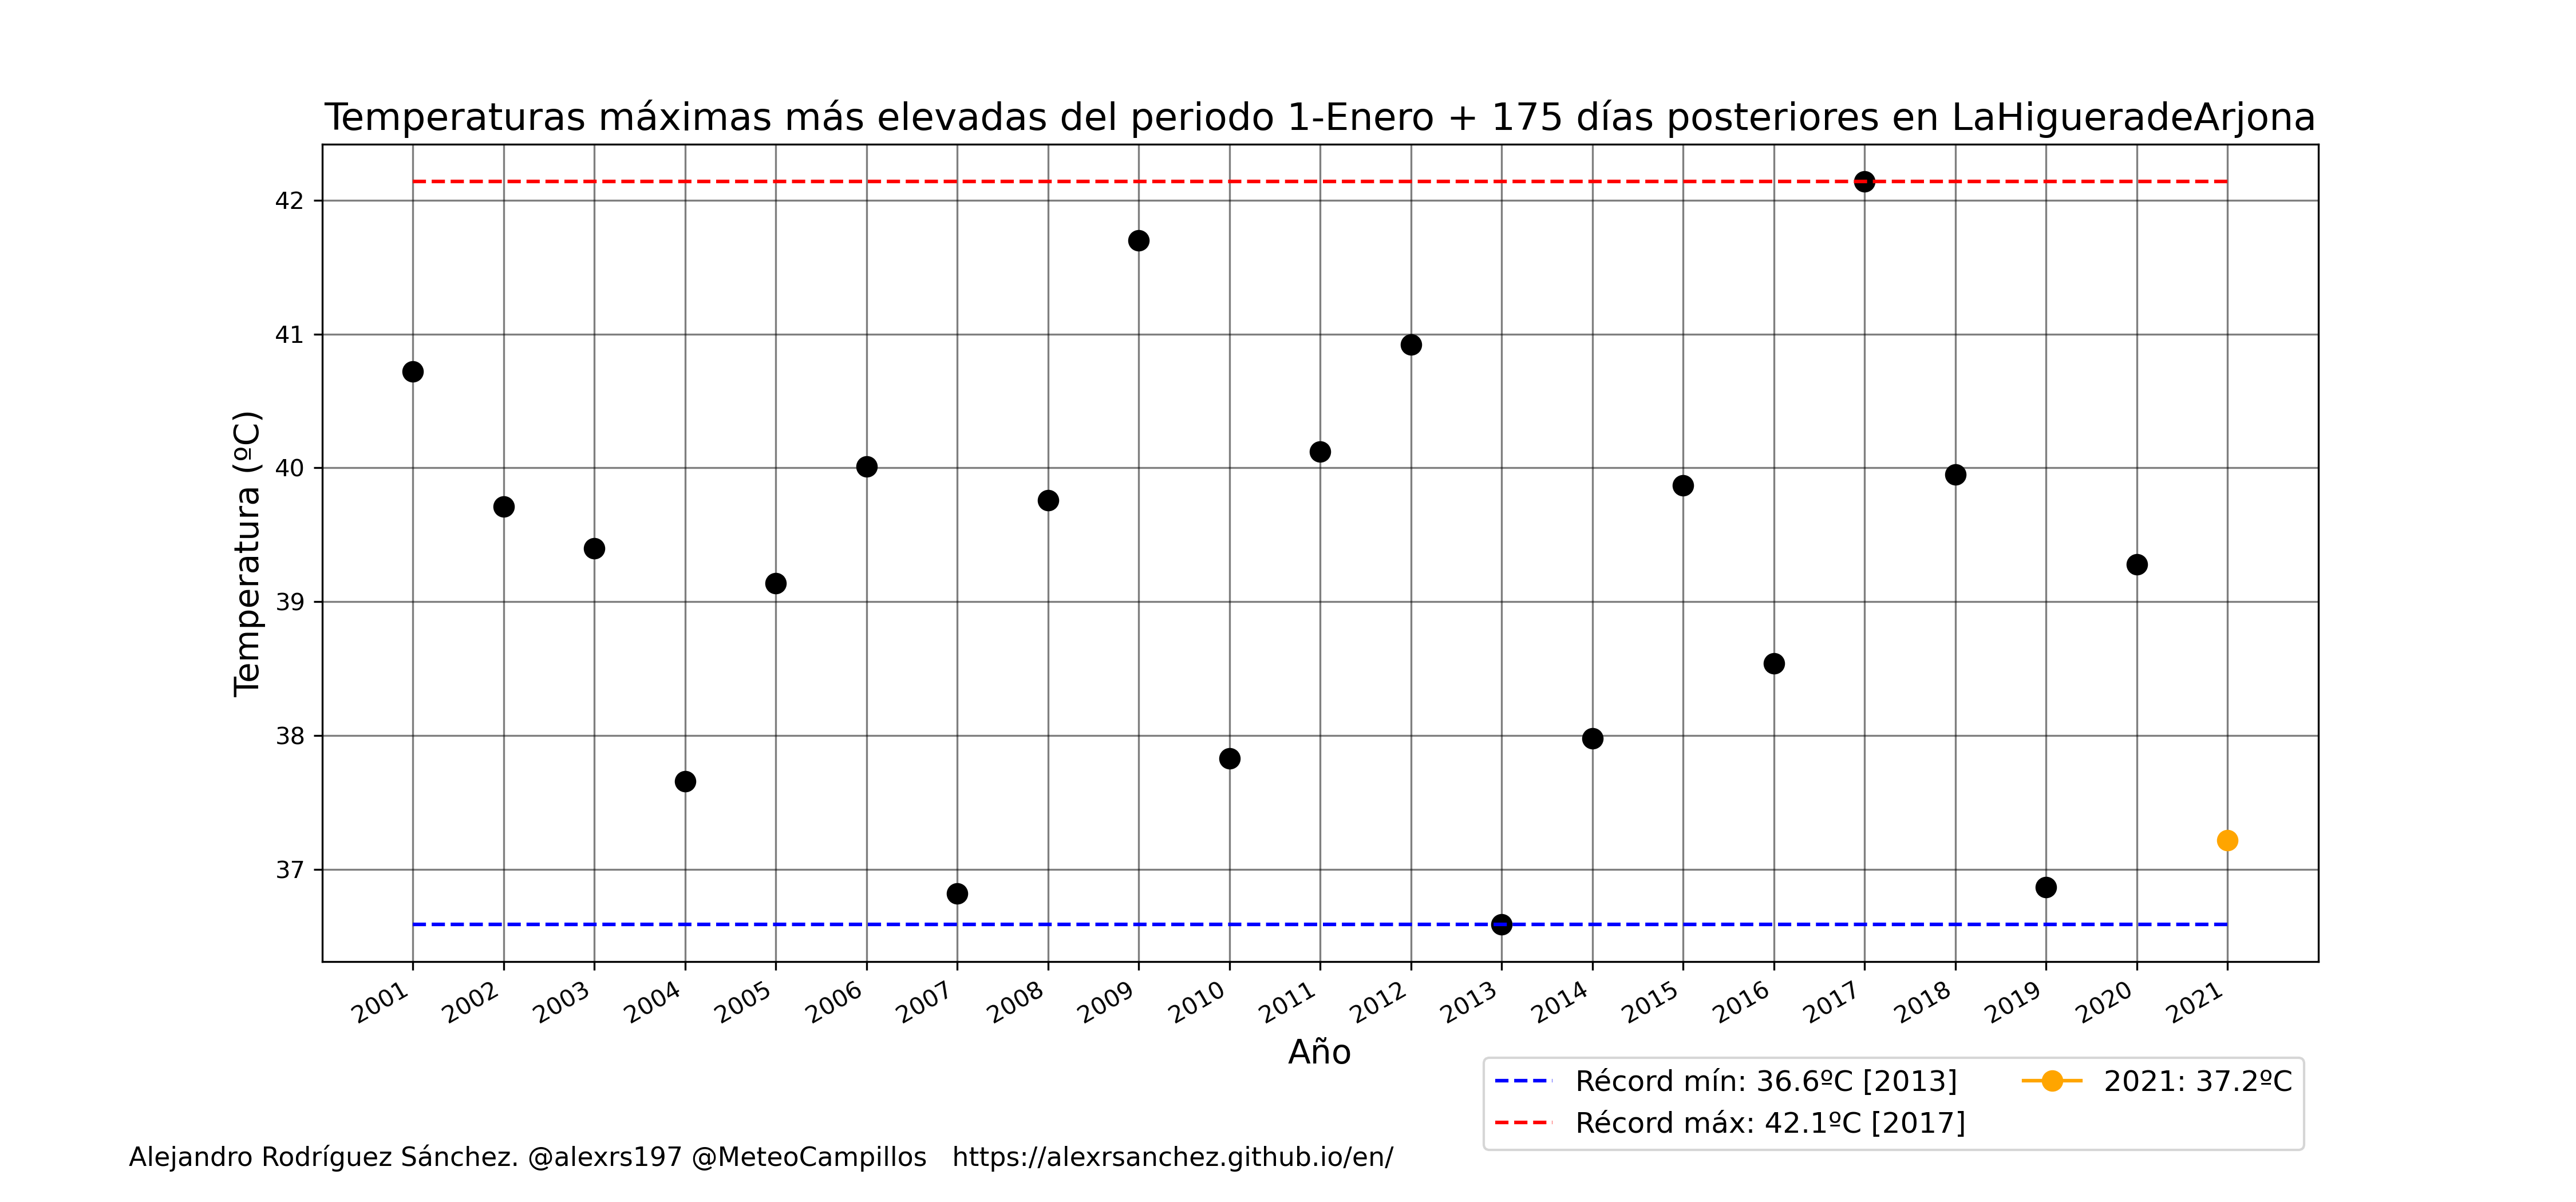 Temperaturas máximas más elevadas del periodo 1-Enero + 175 días posteriores en LaHigueradeArjona
Temperatura (ºC)
42
41
40
39
38
37
2001 2002 2003 2004 2005 2006 2007 2008 2009 2010 2011 2012 2013 2014 2015 2016 2017 2018 2019 2020 2021
Año
Récord mín: 36.6ºC [2013]
Récord máx: 42.1ºC [2017]
2021: 37.2ºC
Alejandro Rodríguez Sánchez. @alexrs197 @MeteoCampillos https://alexrsanchez.github.io/en/